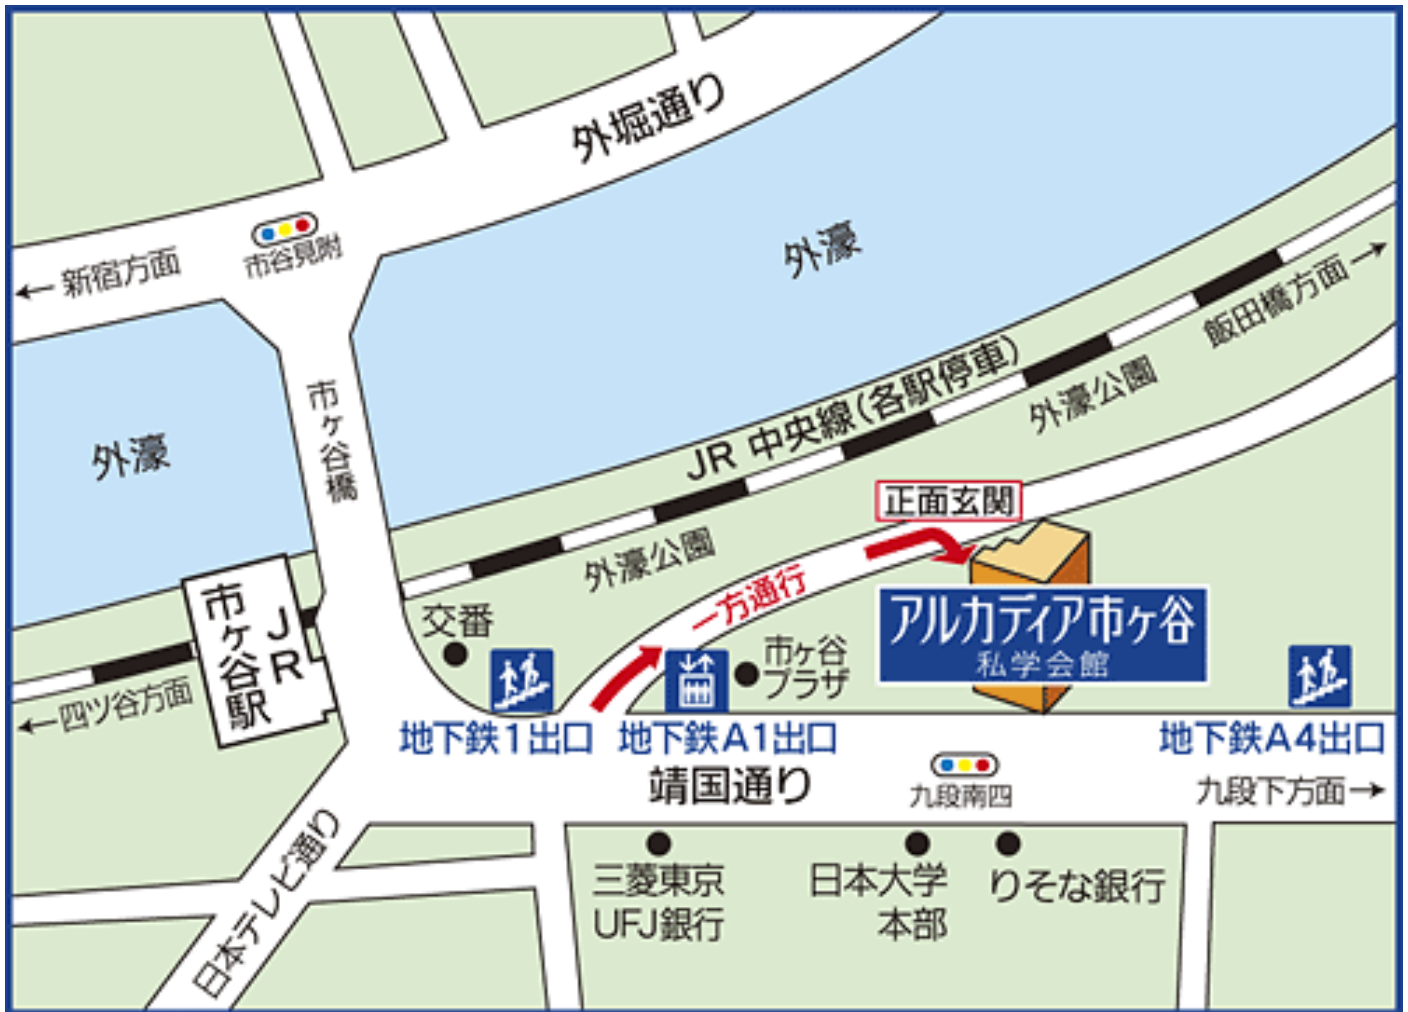 外堀通り
市谷見附
←新宿方面
外濠
飯田橋方面→
市ヶ谷橋
外濠
JR 中央線(各駅停車)
外濠公園
正面玄関
外濠公園
一方通行
アルカディア市ヶ谷
私学会館
JR
市ヶ谷駅
交番
市ヶ谷
プラザ
←四ツ谷方面
地下鉄1出口
地下鉄A1出口
地下鉄A4出口
靖国通り
九段南四
九段下方面→
日本テレビ通り
三菱東京
UFJ銀行
日本大学
本部
りそな銀行